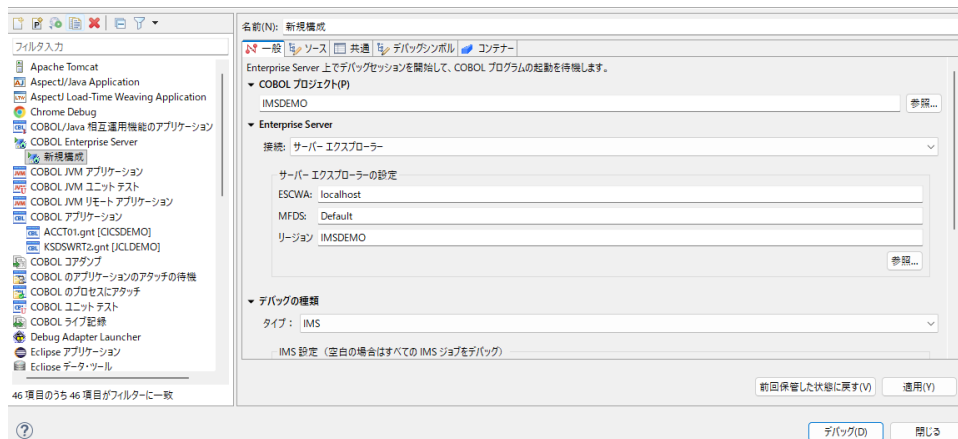 名前(N): 新規構成
フィルタ入力
Apache Tomcat
AspectJ/Java Application
AspectJ Load-Time Weaving Application
Chrome Debug
COBOL/Java 相互運用機能のアプリケーション
COBOL Enterprise Server
新規構成
COBOL JVM アプリケーション
COBOL JVM ユニット テスト
COBOL JVM リモート アプリケーション
COBOL アプリケーション
ACCT01.gnt [CICSDEMO]
KSDSWRT2.gnt [JCLDEMO]
COBOL コアダンプ
COBOL のアプリケーションのアタッチの待機
COBOL のプロセスにアタッチ
COBOL ユニット テスト
COBOL ライブ記録
Debug Adapter Launcher
Eclipse アプリケーション
Eclipse データ・ツール
46 項目のうち 46 項目がフィルターに一致
一般 ソース 共通 デバッグシンボル コンテナー
Enterprise Server 上でデバッグセッションを開始して、COBOL プログラムの起動を待機します。
COBOL プロジェクト(P)
IMSDEMO 参照...
Enterprise Server
接続: サーバー エクスプローラー
サーバー エクスプローラーの設定
ESCWA: localhost
MFDS: Default
リージョン IMSDEMO
参照...
デバッグの種類
タイプ： IMS
IMS 設定（空白の場合はすべての IMS ジョブをデバッグ）
前回保管した状態に戻す(V) 適用(Y)
デバッグ(D) 閉じる